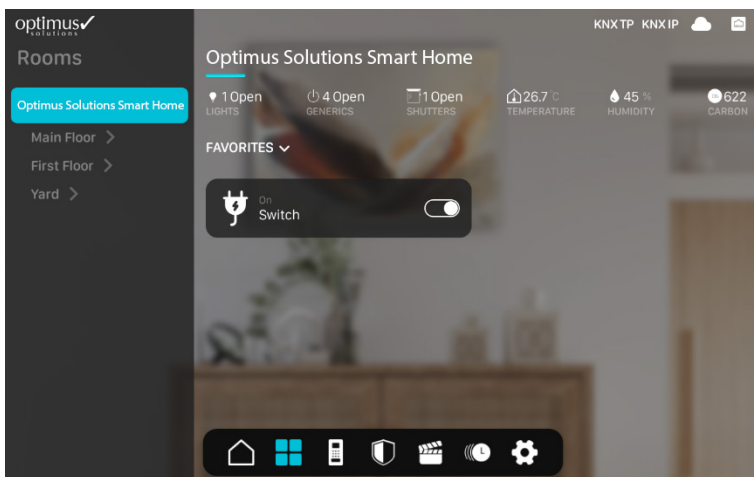 optimus
solutions
KNX TP KNX IP
Rooms
Optimus Solutions Smart Home
Optimus Solutions Smart Home
Main Floor
First Floor
Yard
1 Open
LIGHTS
4 Open
GENERICS
1 Open
SHUTTERS
26.7 °C
TEMPERATURE
45 %
HUMIDITY
622
CARBON
FAVORITES
On
Switch